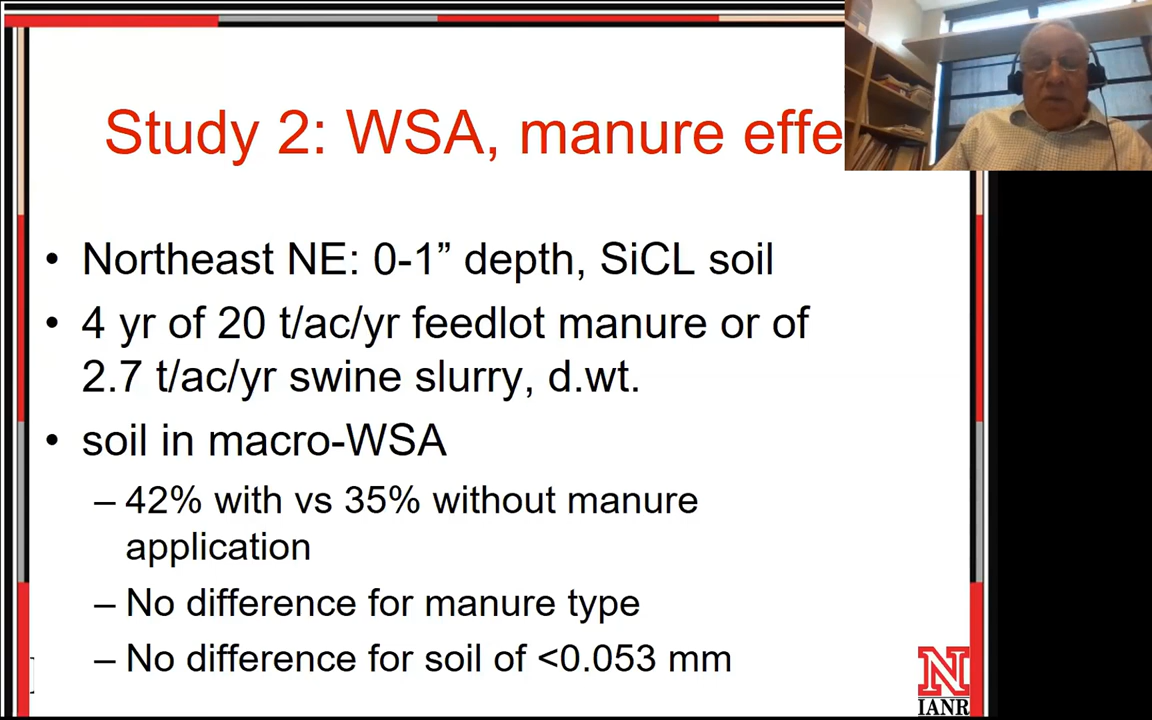 Study 2: WSA, manure effe
• Northeast NE: 0-1” depth, SiCL soil
• 4 yr of 20 t/ac/yr feedlot manure or of
2.7 t/ac/yr swine slurry, d.wt.
• soil in macro-WSA
– 42% with vs 35% without manure
application
– No difference for manure type
– No difference for soil of <0.053 mm
N
IANR